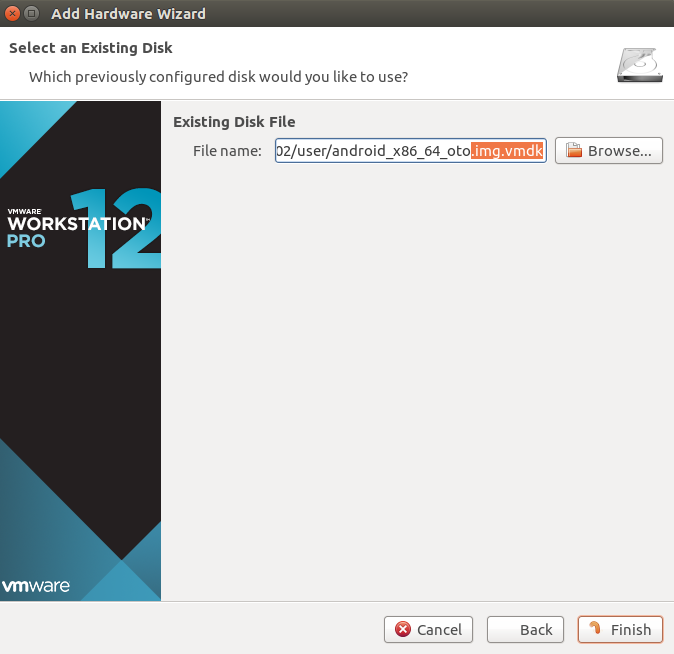 Add Hardware Wizard
Select an Existing Disk
Which previously configured disk would you like to use?
Existing Disk File
File name: 02/user/android_x86_64_oto.img.vmdk Browse...
VMWARE
WORKSTATION™
PRO 12
vmware
Cancel Back Finish